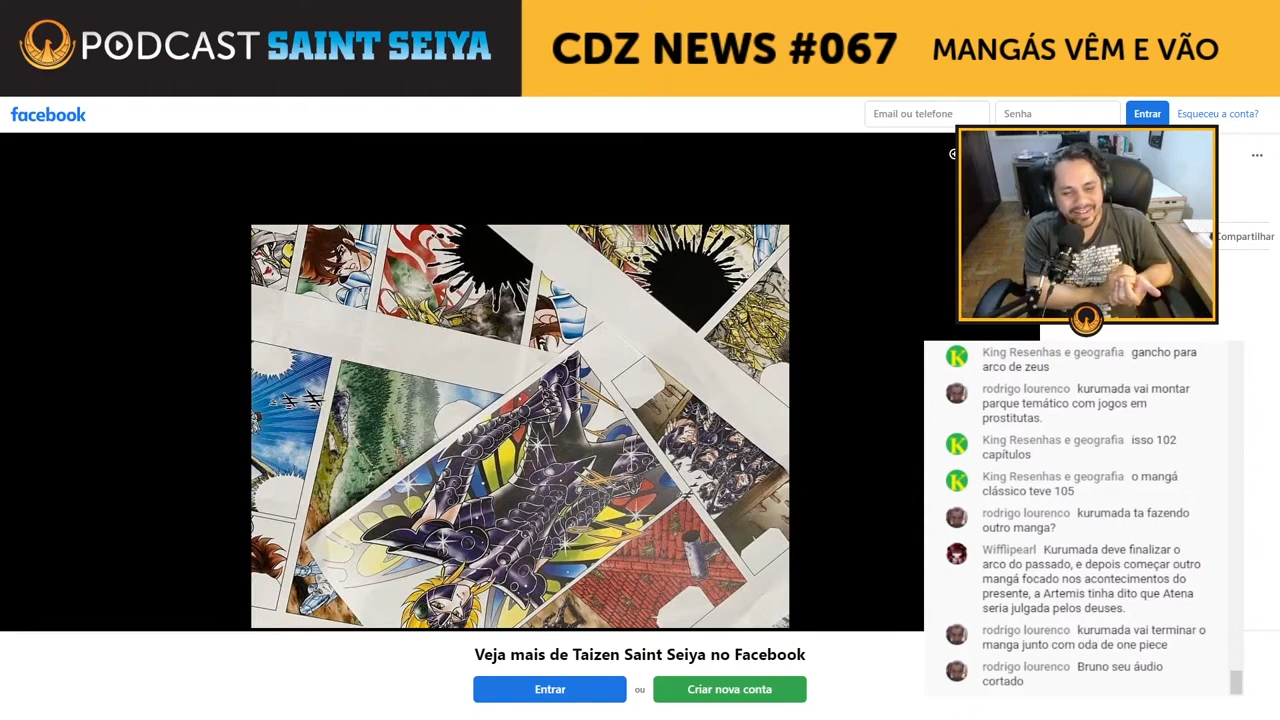 PODCAST SAINT SEIYA
CDZ NEWS #067
MANGÁS VÊM E VÃO
facebook
Email ou telefone
Senha
Entrar
Esqueceu a conta?
Compartilhar
King Resenhas e geografia gancho para
arco de zeus
rodrigo lourenco kurumada vai montar
parque temático com jogos em
prostitutas.
King Resenhas e geografia isso 102
capítulos
King Resenhas e geografia o mangá
clássico teve 105
rodrigo lourenco kurumada ta fazendo
outro manga?
Wifflipearl Kurumada deve finalizar o
arco do passado, e depois começar outro
mangá focado nos acontecimentos do
presente, a Artemis tinha dito que Atena
seria julgada pelos deuses.
rodrigo lourenco kurumada vai terminar o
manga junto com oda de one piece
rodrigo lourenco Bruno seu áudio
cortado
Veja mais de Taizen Saint Seiya no Facebook
Entrar
ou
Criar nova conta